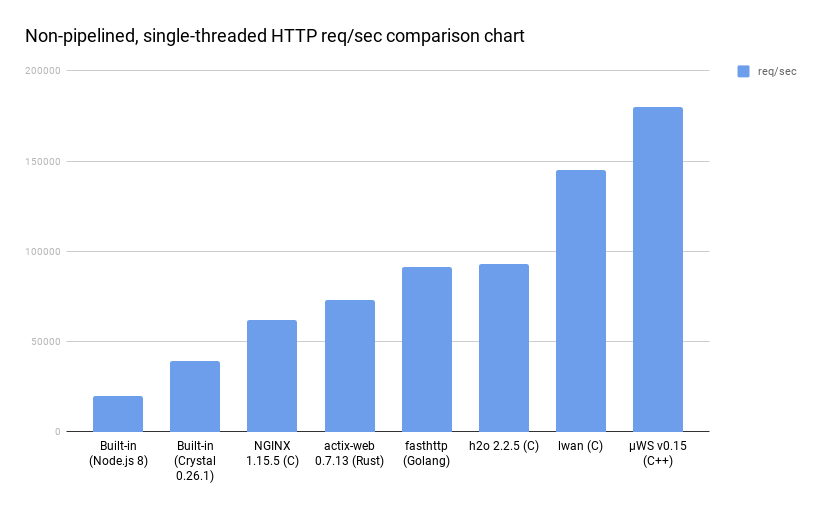 Non-pipelined, single-threaded HTTP req/sec comparison chart
200000
req/sec
150000
100000
50000
0
Built-in
(Node.js 8)
Built-in
(Crystal
0.26.1)
NGINX
1.15.5 (C)
actix-web
0.7.13 (Rust)
fasthttp
(Golang)
h2o 2.2.5 (C)
lwan (C)
µWS v0.15
(C++)